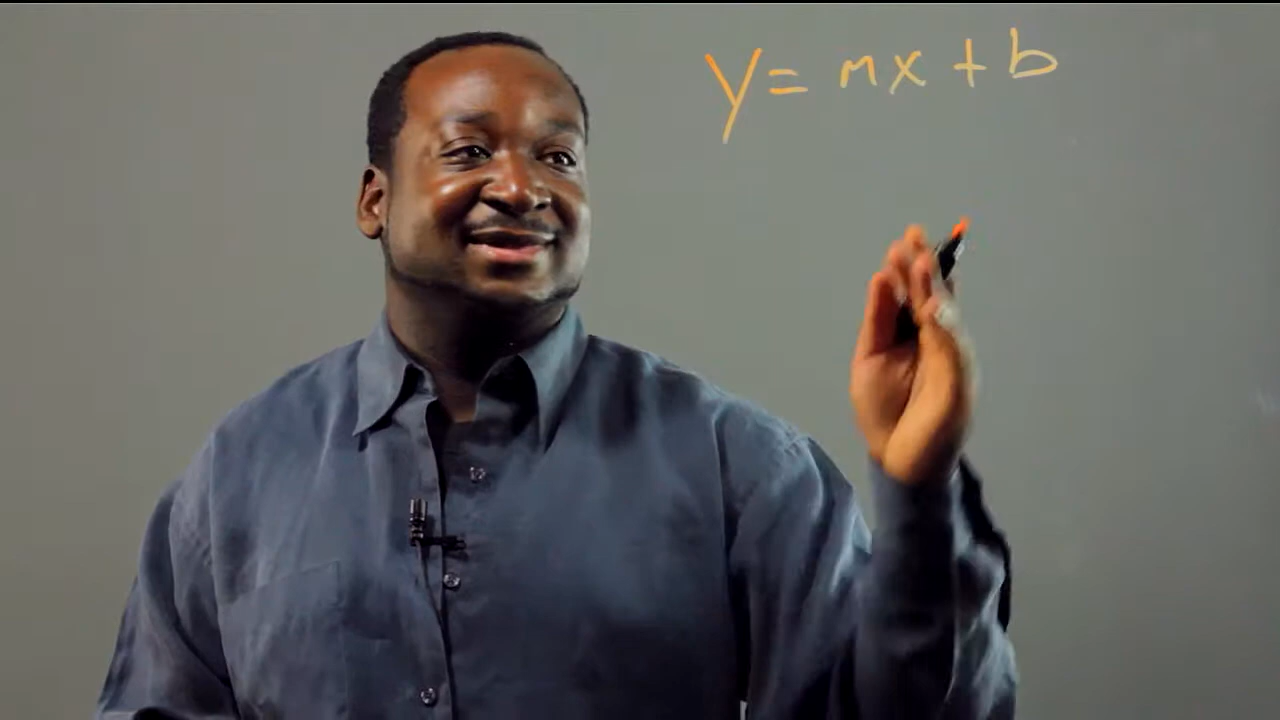 y = mx + b